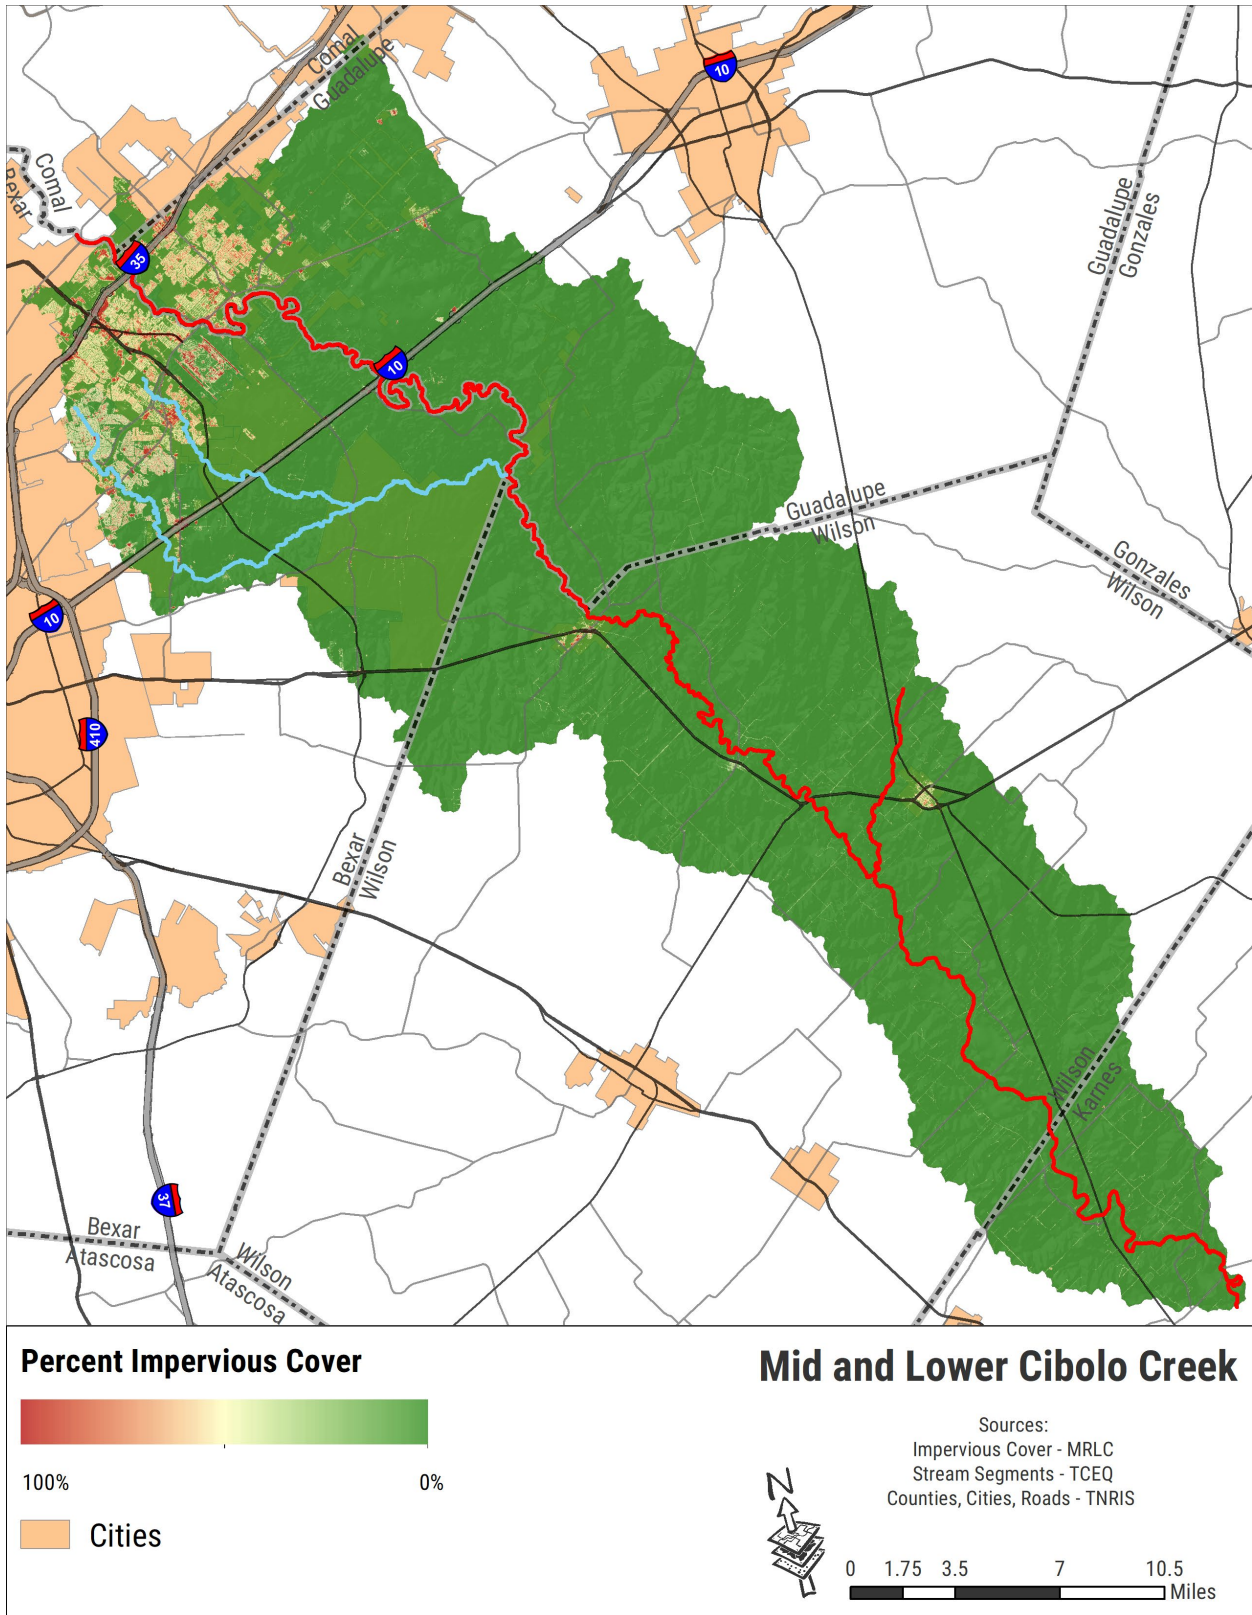 Comal
Guadalupe
10
Comal
Bexar
35
Guadalupe
Gonzales
10
Guadalupe
Wilson
Gonzales
Wilson
10
410
Bexar
Wilson
Wilson
Karnes
37
Bexar
Atascosa
Wilson
Atascosa
Percent Impervious Cover
100%
0%
Cities
Mid and Lower Cibolo Creek
Sources:
Impervious Cover - MRLC
Stream Segments - TCEQ
Counties, Cities, Roads - TNRIS
N
0 1.75 3.5 7 10.5
Miles